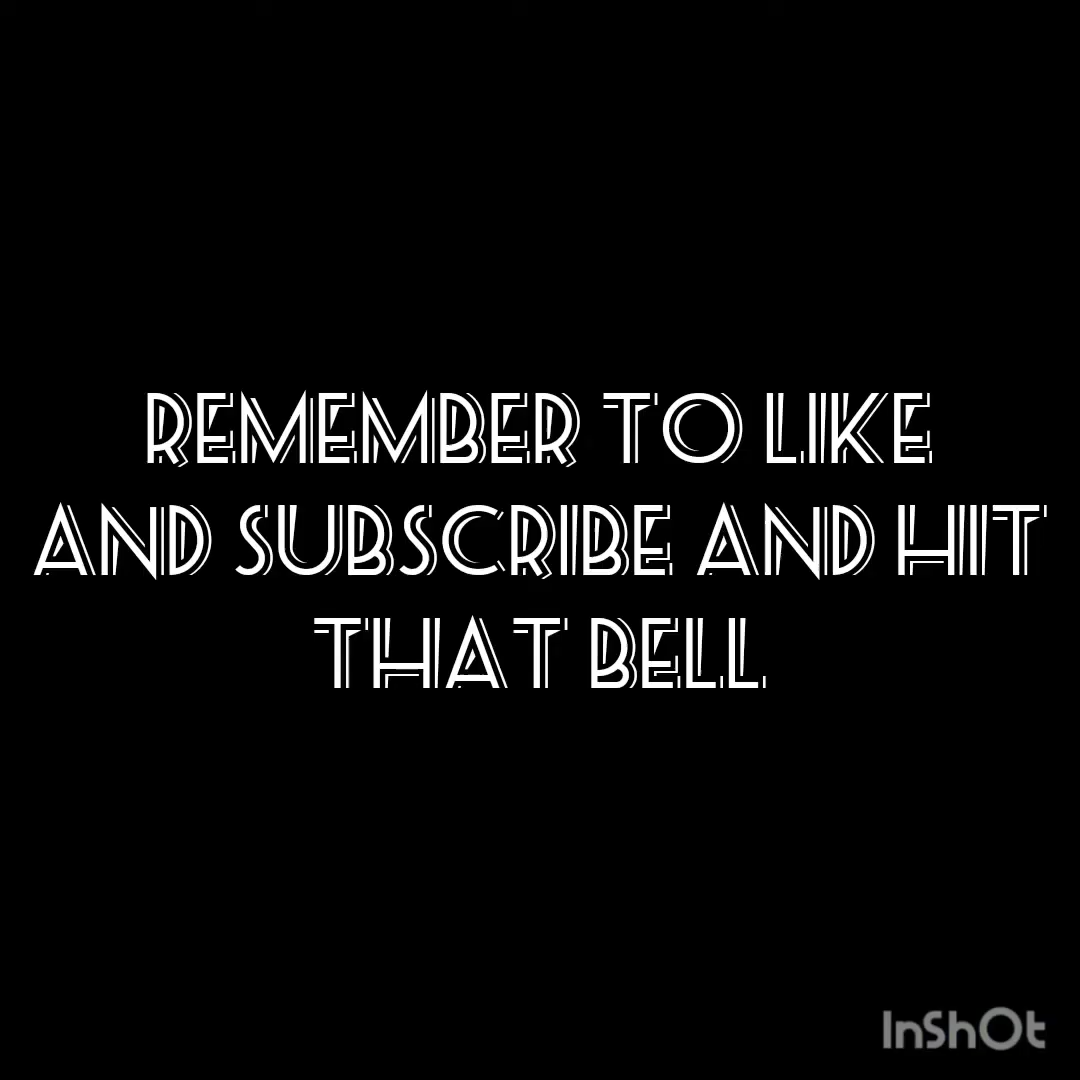 REMEMBER TO LIKE
AND SUBSCRIBE AND HIT
THAT BELL
InShOt